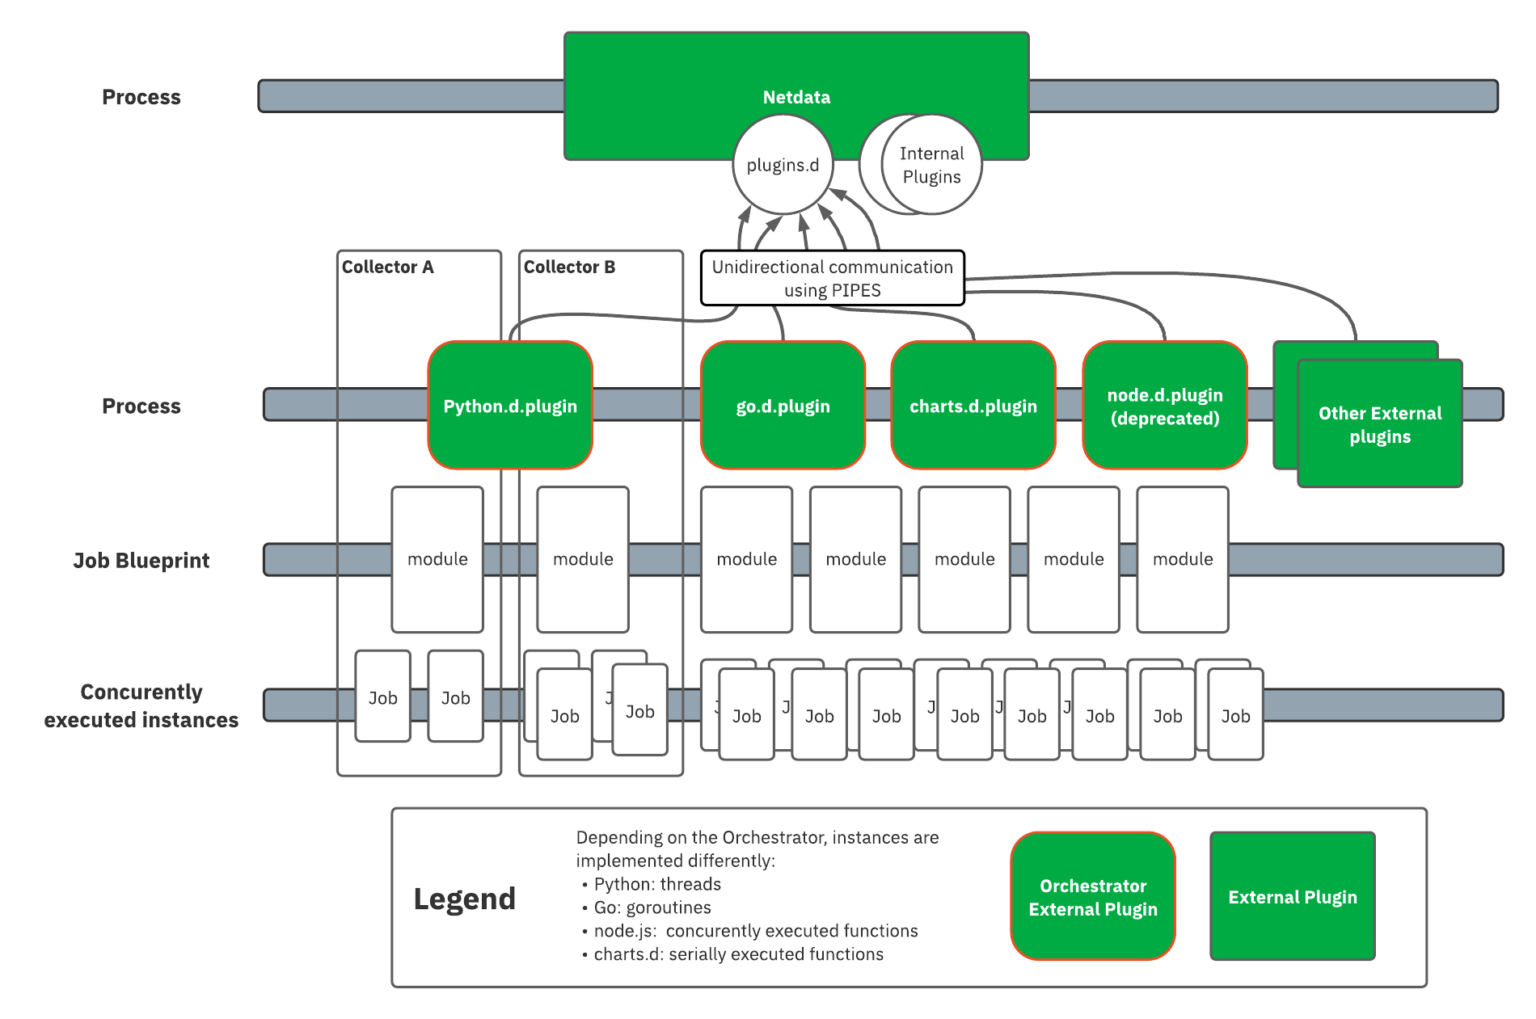 Process
Netdata
plugins.d
Internal
Plugins
Collector A
Collector B
Unidirectional communication
using PIPES
Process
Python.d.plugin
go.d.plugin
charts.d.plugin
node.d.plugin
(deprecated)
Other External
plugins
Job Blueprint
module
module
module
module
module
module
module
Concurently
executed instances
Job
Job
Job
Job
Job
Job
Job
Job
Job
Job
Job
Job
Legend
Depending on the Orchestrator, instances are
implemented differently:
• Python: threads
• Go: goroutines
• node.js: concurently executed functions
• charts.d: serially executed functions
Orchestrator
External Plugin
External Plugin